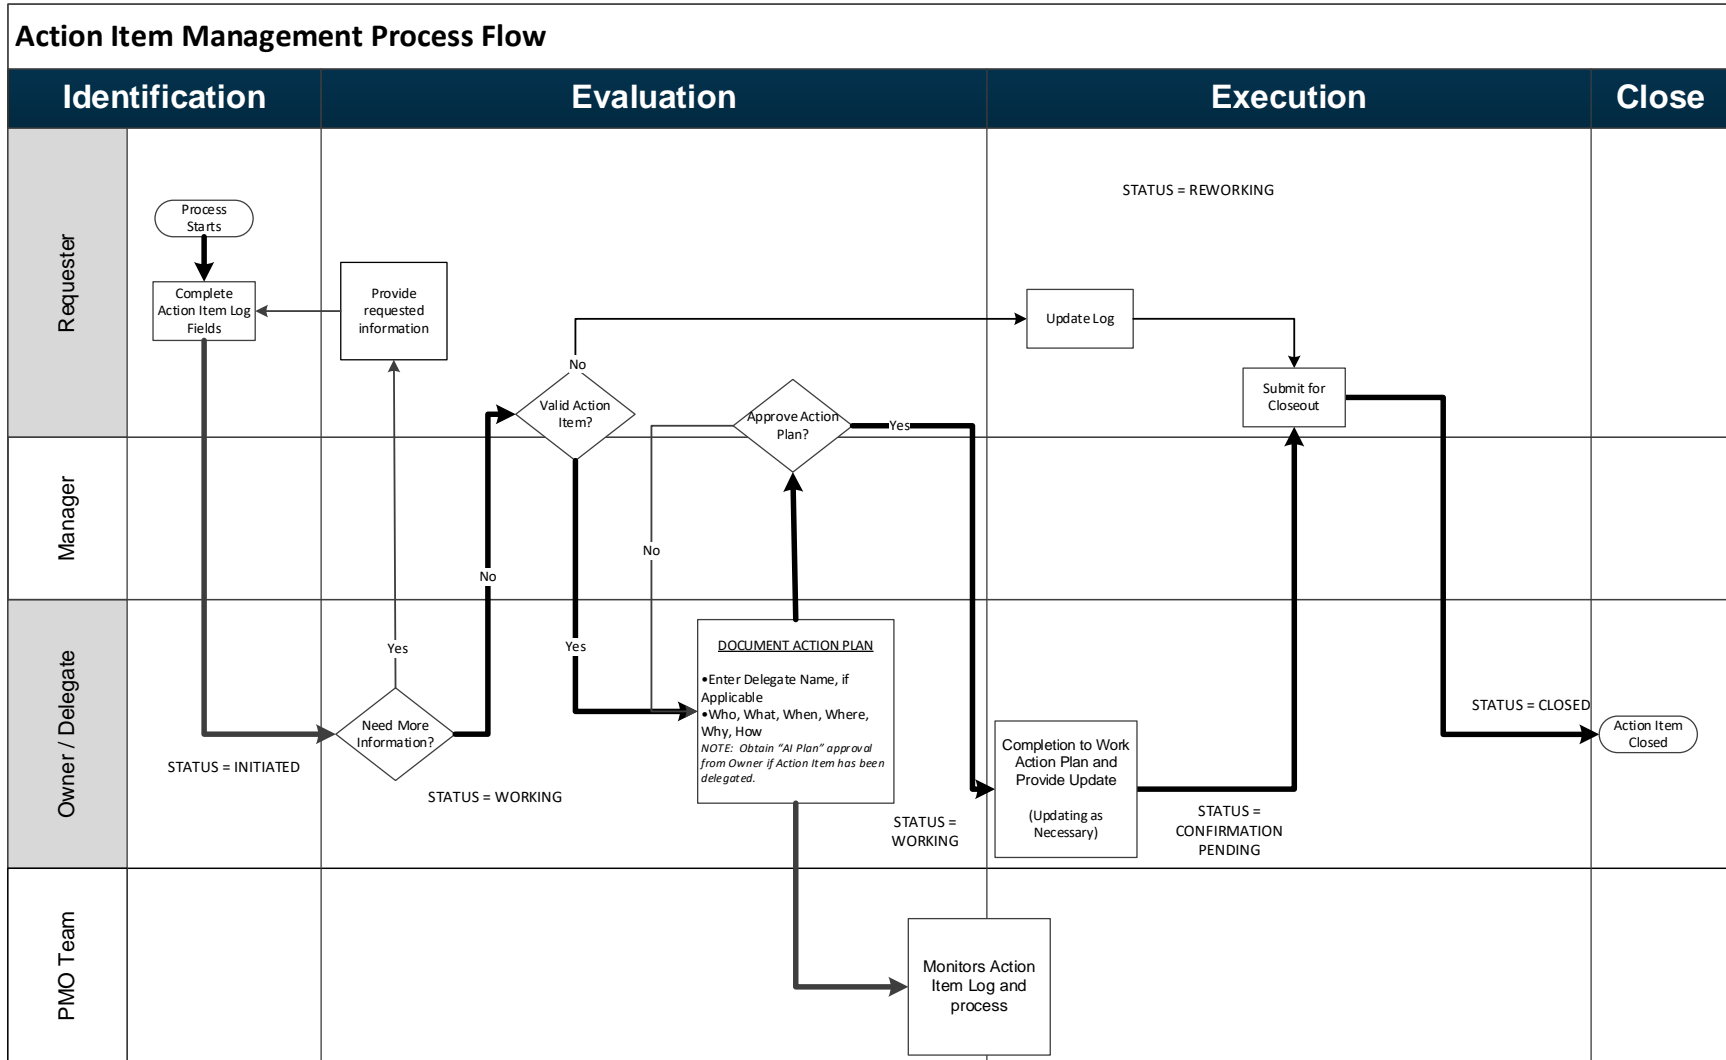 Action Item Management Process Flow
Identification
Evaluation
Execution
Close
Requester
Process
Starts
Complete
Action Item Log
Fields
Provide
requested
information
No
Valid Action
Item?
Approve Action
Plan?
Yes
STATUS = REWORKING
Update Log
Submit for
Closeout
Manager
No
No
Owner / Delegate
Yes
Need More
Information?
STATUS = INITIATED
STATUS = WORKING
Yes
DOCUMENT ACTION PLAN
•Enter Delegate Name, if
Applicable
•Who, What, When, Where,
Why, How
NOTE: Obtain “AI Plan” approval
from Owner if Action Item has been
delegated.
STATUS =
WORKING
Completion to Work
Action Plan and
Provide Update
(Updating as
Necessary)
STATUS =
CONFIRMATION
PENDING
STATUS = CLOSED
Action Item
Closed
PMO Team
Monitors Action
Item Log and
process